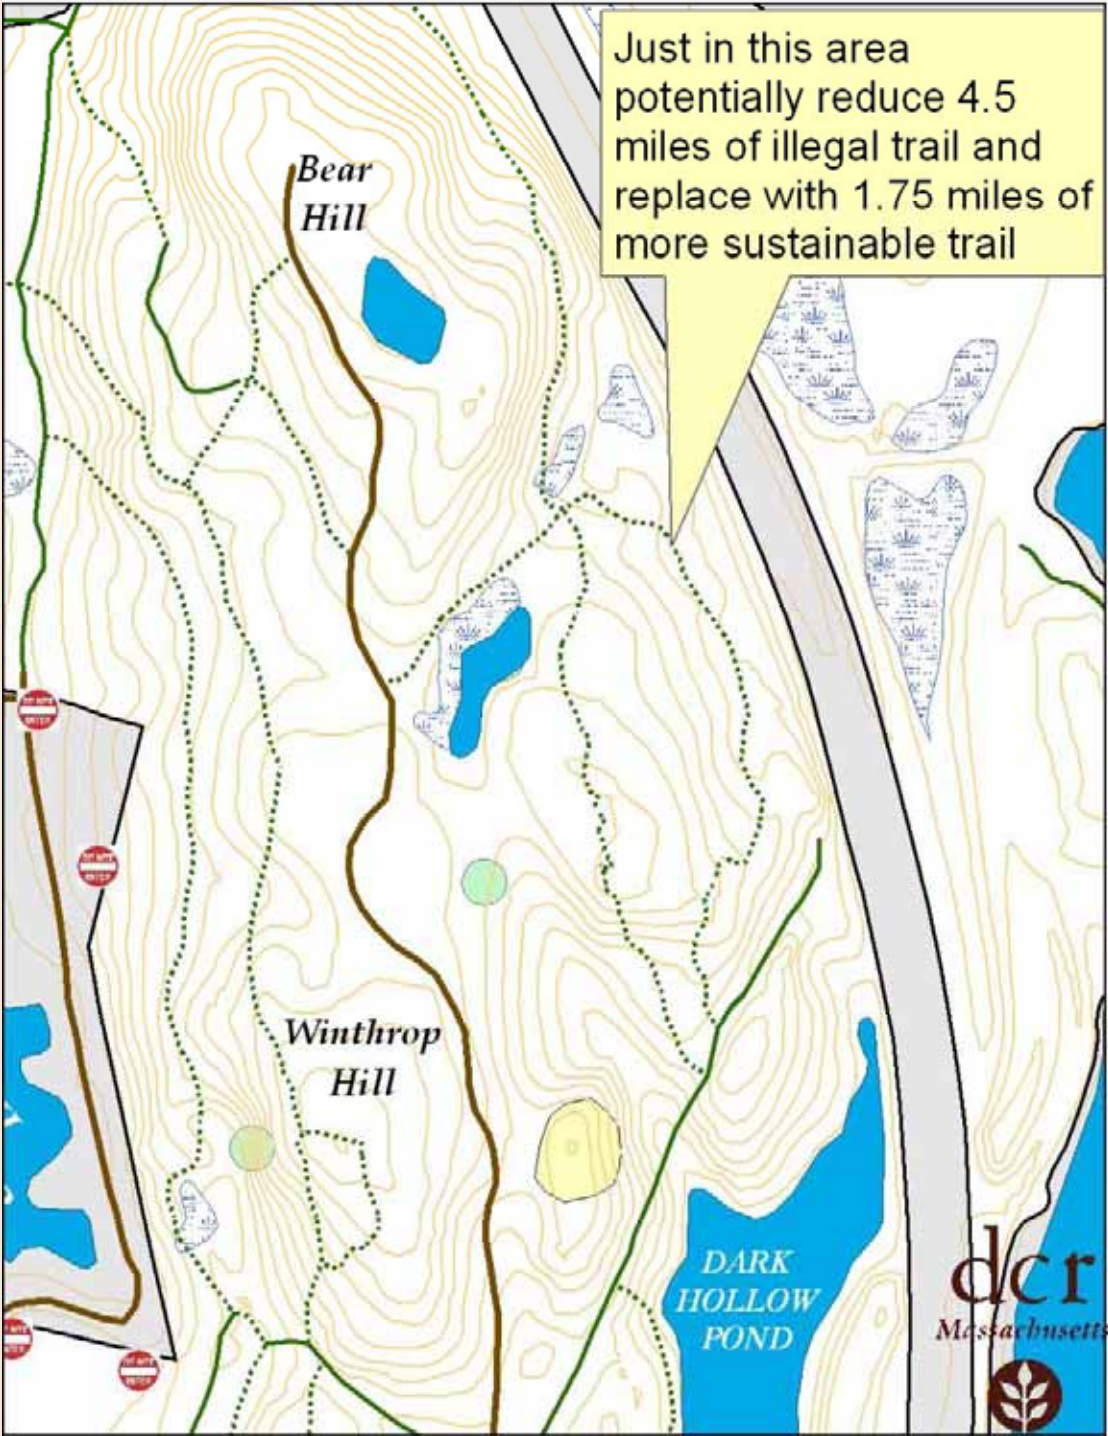 Just in this area
potentially reduce 4.5
miles of illegal trail and
replace with 1.75 miles of
more sustainable trail
Bear
Hill
Winthrop
Hill
DARK
HOLLOW
POND
dcr
Massachusetts